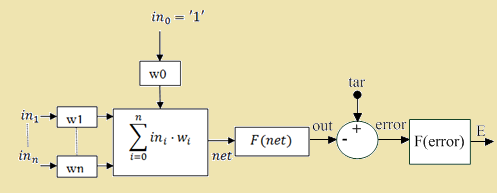 in₀ = '1'
w0
tar
in₁
w1
n
∑ inᵢ · wᵢ
i=0
net
F(net)
out
+
-
error
F(error)
E
inₙ
wn